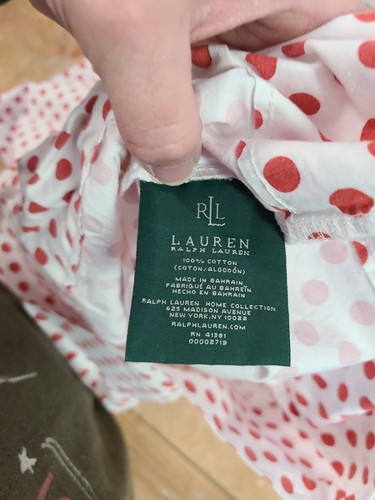 RLL
LAUREN
RALPH LAUREN
100% COTTON
(COTON/ALGODÓN)
MADE IN BAHRAIN
FABRIQUÉ AU BAHREÏN
HECHO EN BAHRAIN
RALPH LAUREN HOME COLLECTION
625 MADISON AVENUE
NEW YORK,NY 10022
RALPHLAUREN.COM
RN 41381
00002719